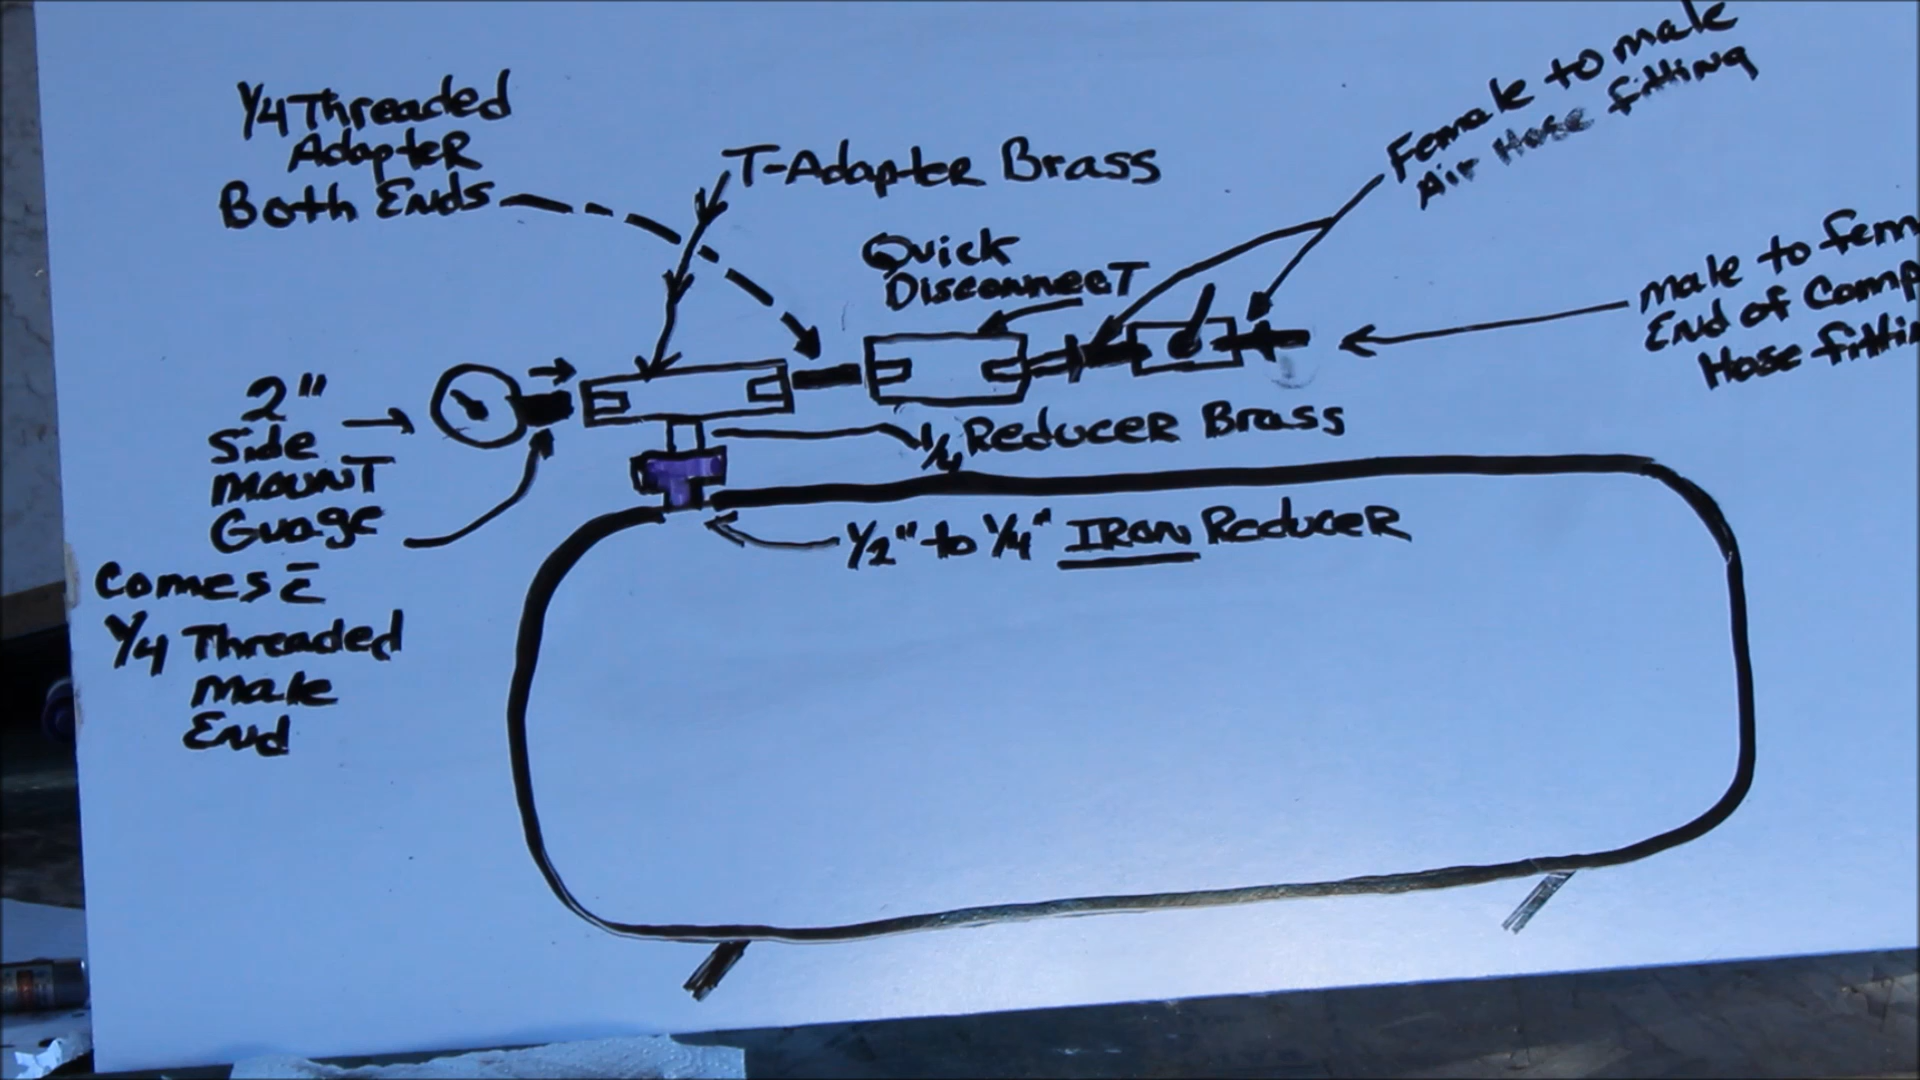 1/4 Threaded
Adapter
Both Ends
T-Adapter Brass
Quick
Disconnect
Female to male
Air Hose fitting
male to fem
End of Comp
Hose fittin
2"
Side
mount
Guage
Comes c̄
1/4 Threaded
male
End
1/4 Reducer Brass
1/2" to 1/4" IRON Reducer